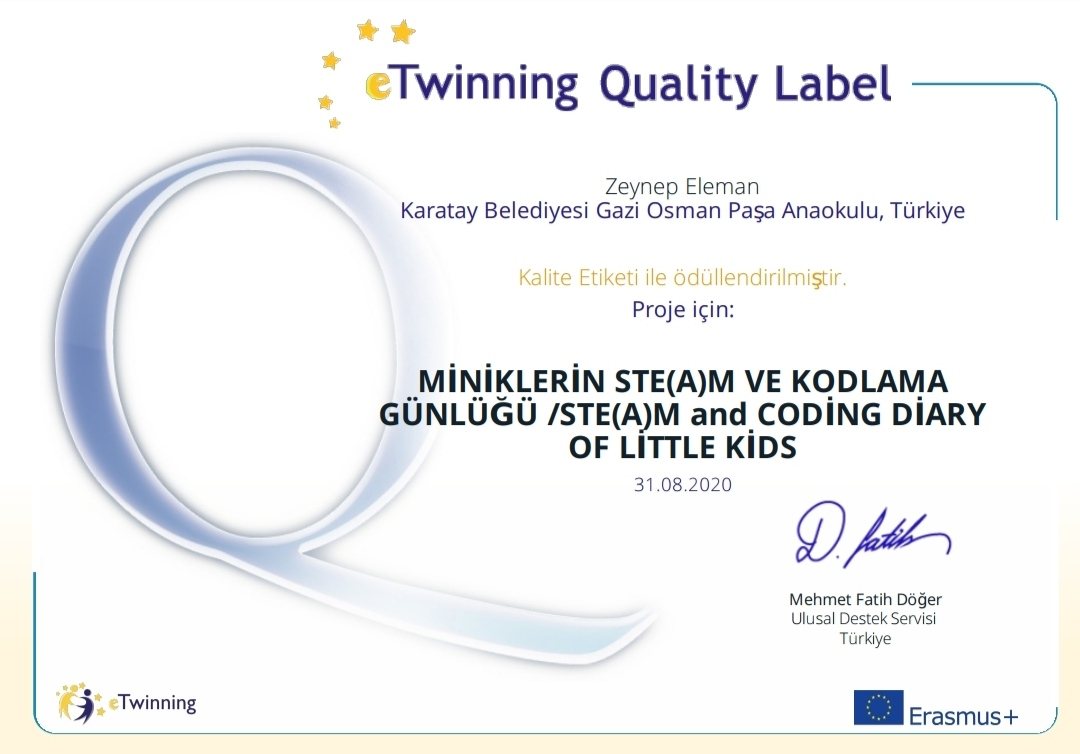 eTwinning Quality Label
Zeynep Eleman
Karatay Belediyesi Gazi Osman Paşa Anaokulu, Türkiye
Kalite Etiketi ile ödüllendirilmiştir.
Proje için:
MİNİKLERİN STE(A)M VE KODLAMA
GÜNLÜĞÜ /STE(A)M and CODİNG DİARY
OF LİTTLE KİDS
31.08.2020
D. Fatih
Mehmet Fatih Döğer
Ulusal Destek Servisi
Türkiye
eTwinning
Erasmus+